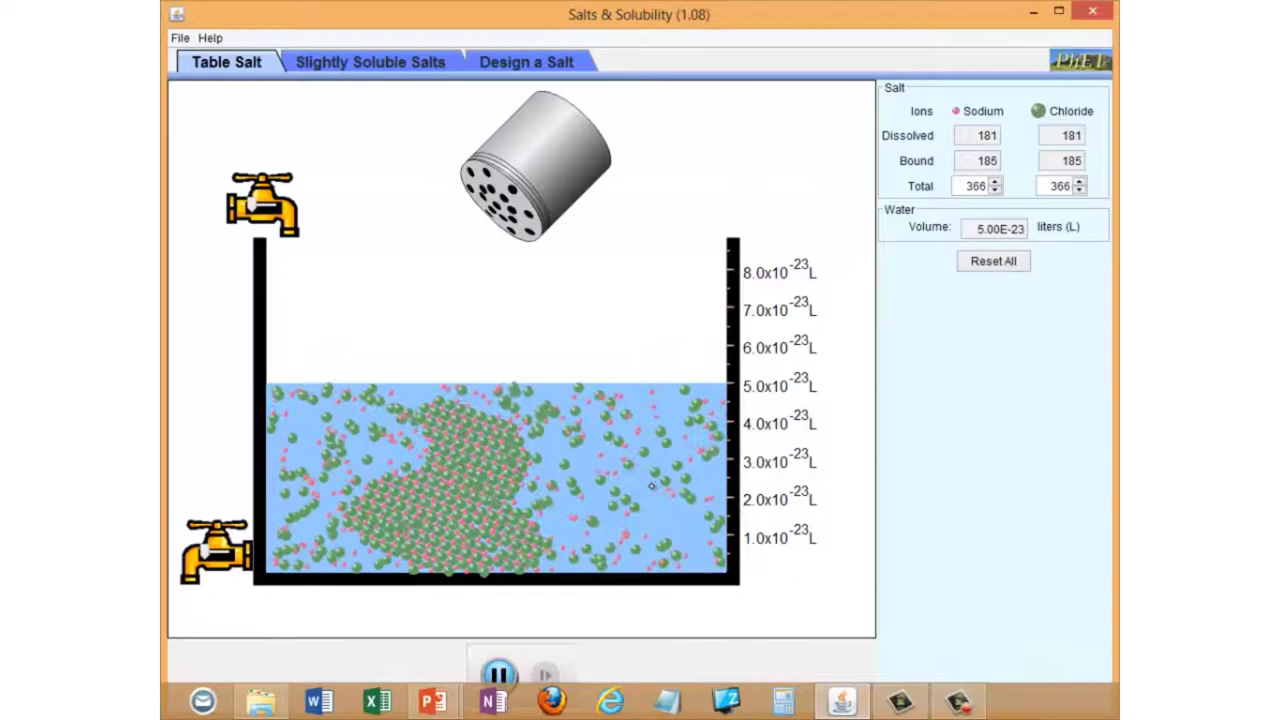 Salts & Solubility (1.08)
File Help
Table Salt Slightly Soluble Salts Design a Salt PhET
Salt
Ions Sodium Chloride
Dissolved 181 181
Bound 185 185
Total 366 366
Water
Volume: 5.00E-23 liters (L)
Reset All
8.0x10-23L
7.0x10-23L
6.0x10-23L
5.0x10-23L
4.0x10-23L
3.0x10-23L
2.0x10-23L
1.0x10-23L